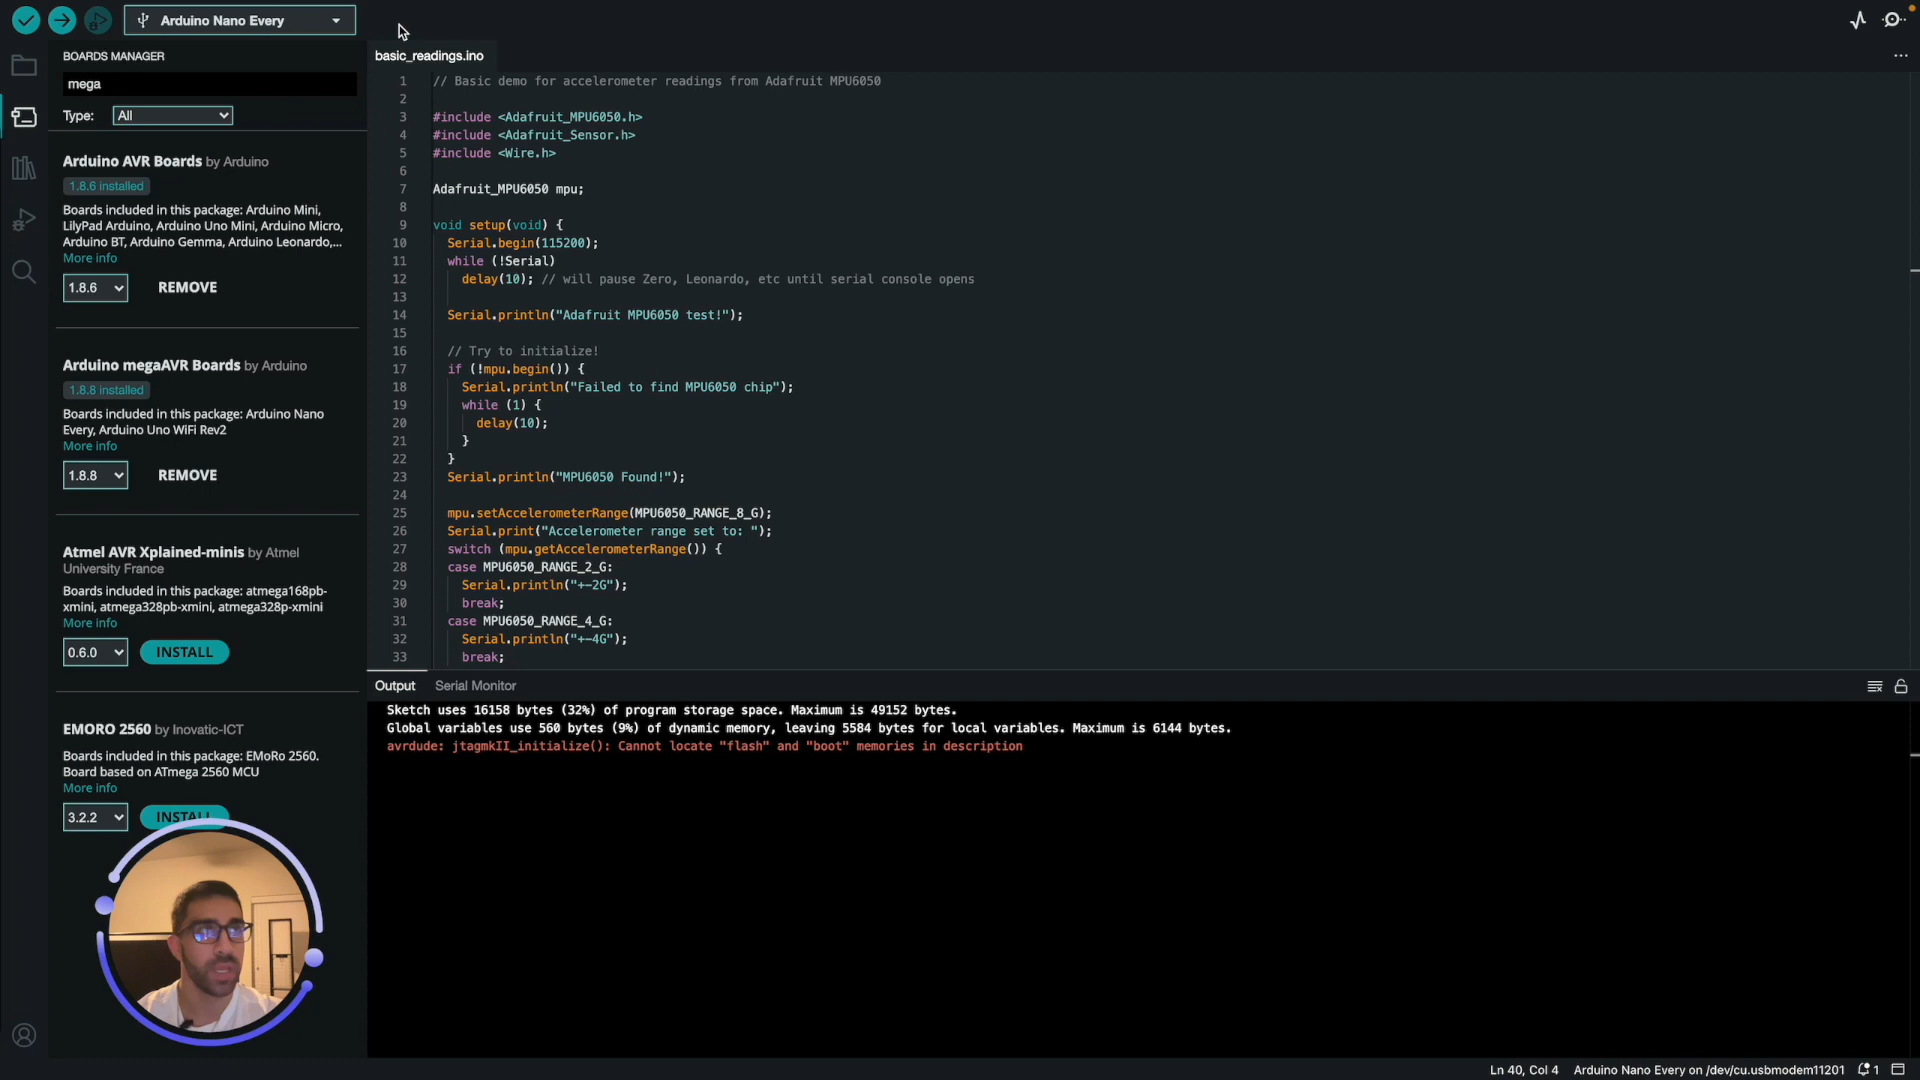 Arduino Nano Every
BOARDS MANAGER
mega
Type: All
Arduino AVR Boards by Arduino
1.8.6 installed
Boards included in this package: Arduino Mini,
LilyPad Arduino, Arduino Uno Mini, Arduino Micro,
Arduino BT, Arduino Gemma, Arduino Leonardo,...
More info
1.8.6 REMOVE
Arduino megaAVR Boards by Arduino
1.8.8 installed
Boards included in this package: Arduino Nano
Every, Arduino Uno WiFi Rev2
More info
1.8.8 REMOVE
Atmel AVR Xplained-minis by Atmel
University France
Boards included in this package: atmega168pb-
xmini, atmega328pb-xmini, atmega328p-xmini
More info
0.6.0 INSTALL
EMORO 2560 by Inovatic-ICT
Boards included in this package: EMoRo 2560.
Board based on ATmega 2560 MCU
More info
3.2.2 INSTALL
basic_readings.ino
1 // Basic demo for accelerometer readings from Adafruit MPU6050
2
3 #include <Adafruit_MPU6050.h>
4 #include <Adafruit_Sensor.h>
5 #include <Wire.h>
6
7 Adafruit_MPU6050 mpu;
8
9 void setup(void) {
10 Serial.begin(115200);
11 while (!Serial)
12 delay(10); // will pause Zero, Leonardo, etc until serial console opens
13
14 Serial.println("Adafruit MPU6050 test!");
15
16 // Try to initialize!
17 if (!mpu.begin()) {
18 Serial.println("Failed to find MPU6050 chip");
19 while (1) {
20 delay(10);
21 }
22 }
23 Serial.println("MPU6050 Found!");
24
25 mpu.setAccelerometerRange(MPU6050_RANGE_8_G);
26 Serial.print("Accelerometer range set to: ");
27 switch (mpu.getAccelerometerRange()) {
28 case MPU6050_RANGE_2_G:
29 Serial.println("+-2G");
30 break;
31 case MPU6050_RANGE_4_G:
32 Serial.println("+-4G");
33 break;
Output Serial Monitor
Sketch uses 16158 bytes (32%) of program storage space. Maximum is 49152 bytes.
Global variables use 560 bytes (9%) of dynamic memory, leaving 5584 bytes for local variables. Maximum is 6144 bytes.
avrdude: jtagmkII_initialize(): Cannot locate "flash" and "boot" memories in description
Ln 40, Col 4 Arduino Nano Every on /dev/cu.usbmodem11201 1